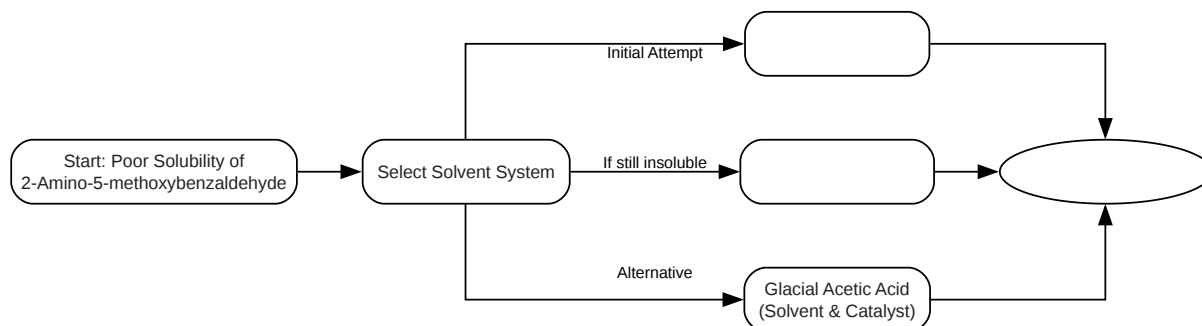 Initial Attempt
Start: Poor Solubility of
2-Amino-5-methoxybenzaldehyde
Select Solvent System
If still insoluble
Alternative
Glacial Acetic Acid
(Solvent & Catalyst)